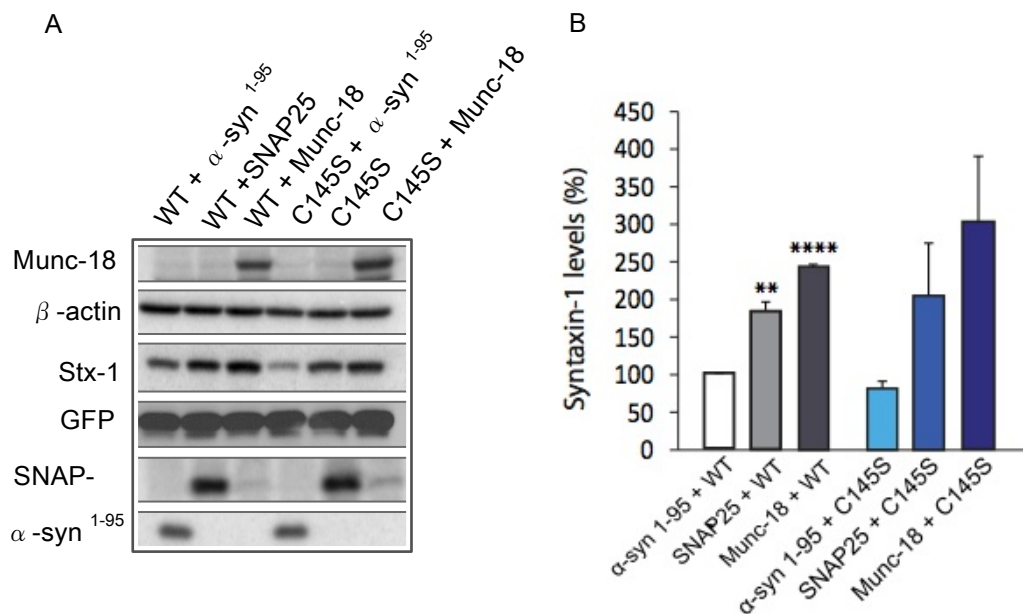 A
WT + α-syn 1-95
WT +SNAP25
WT + Munc-18
C145S + α-syn 1-95
C145S
C145S + Munc-18
Munc-18
β-actin
Stx-1
GFP
SNAP-
α-syn 1-95
B
Syntaxin-1 levels (%)
450
400
350
300
250
200
150
100
50
0
**
****
α-syn 1-95 + WT
SNAP25 + WT
Munc-18 + WT
α-syn 1-95 + C145S
SNAP25 + C145S
Munc-18 + C145S